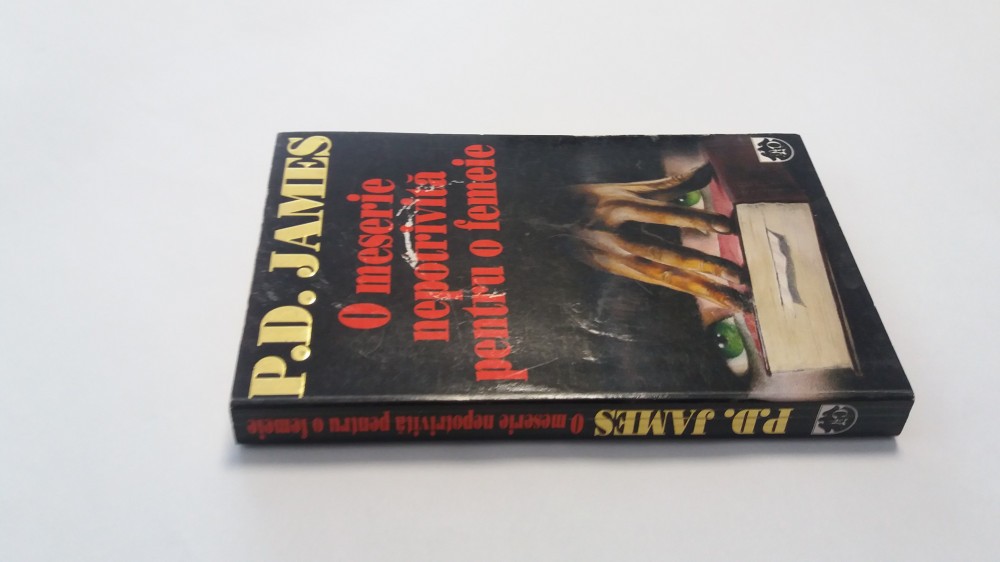 P.D. JAMES
O meserie
nepotrivită
pentru o femeie
P.D. JAMES
O meserie nepotrivită pentru o femeie